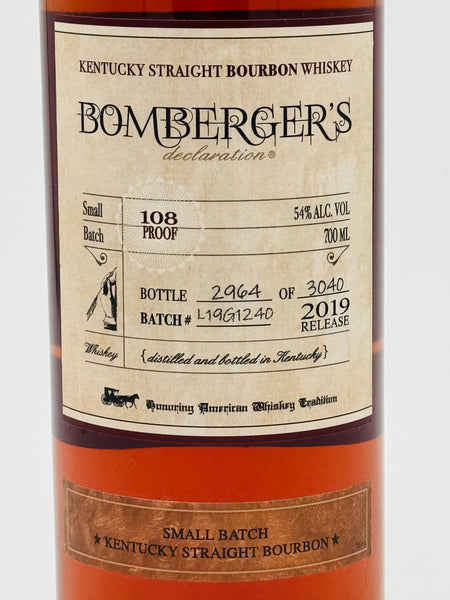 KENTUCKY STRAIGHT BOURBON WHISKEY
BOMBERGER'S
declaration®
Small 108 54% ALC. VOL
Batch PROOF 700 ML
BOTTLE 2964 OF 3040
BATCH # L19G1240 2019
RELEASE
Whiskey {distilled and bottled in Kentucky}
Honoring American Whiskey Tradition
SMALL BATCH
★ KENTUCKY STRAIGHT BOURBON ★